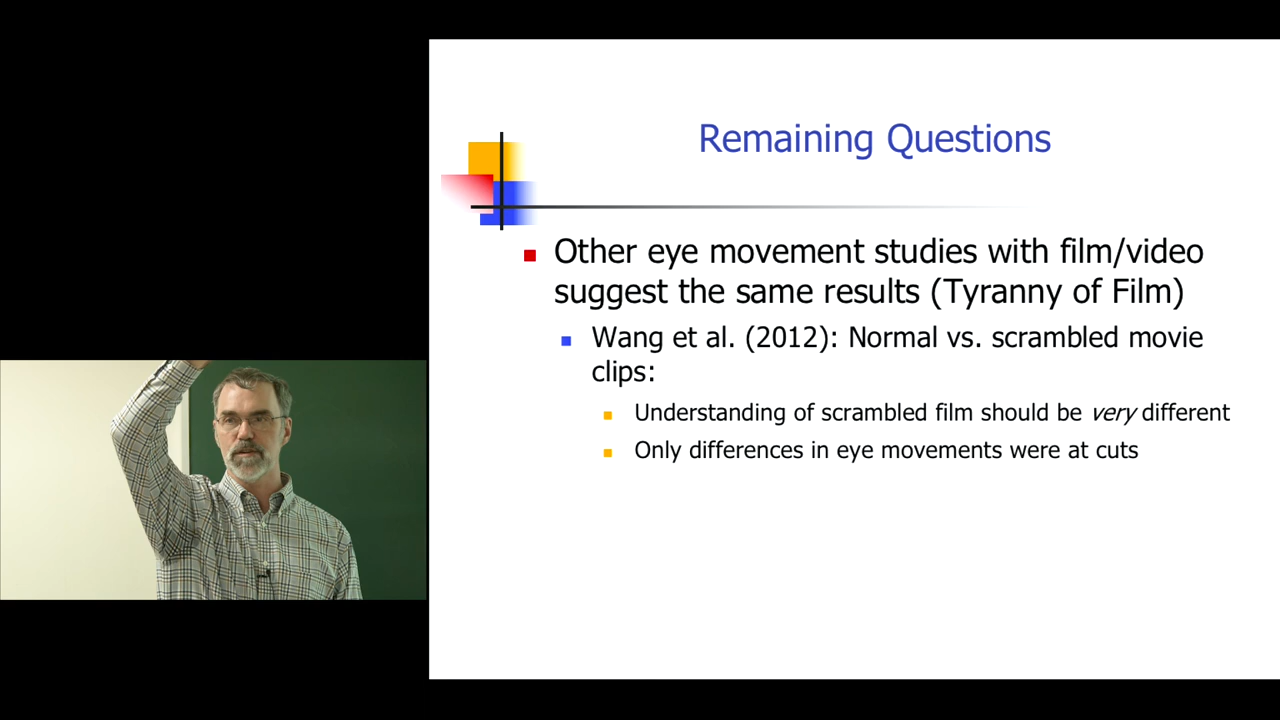 Remaining Questions
Other eye movement studies with film/video
suggest the same results (Tyranny of Film)
Wang et al. (2012): Normal vs. scrambled movie
clips:
Understanding of scrambled film should be very different
Only differences in eye movements were at cuts